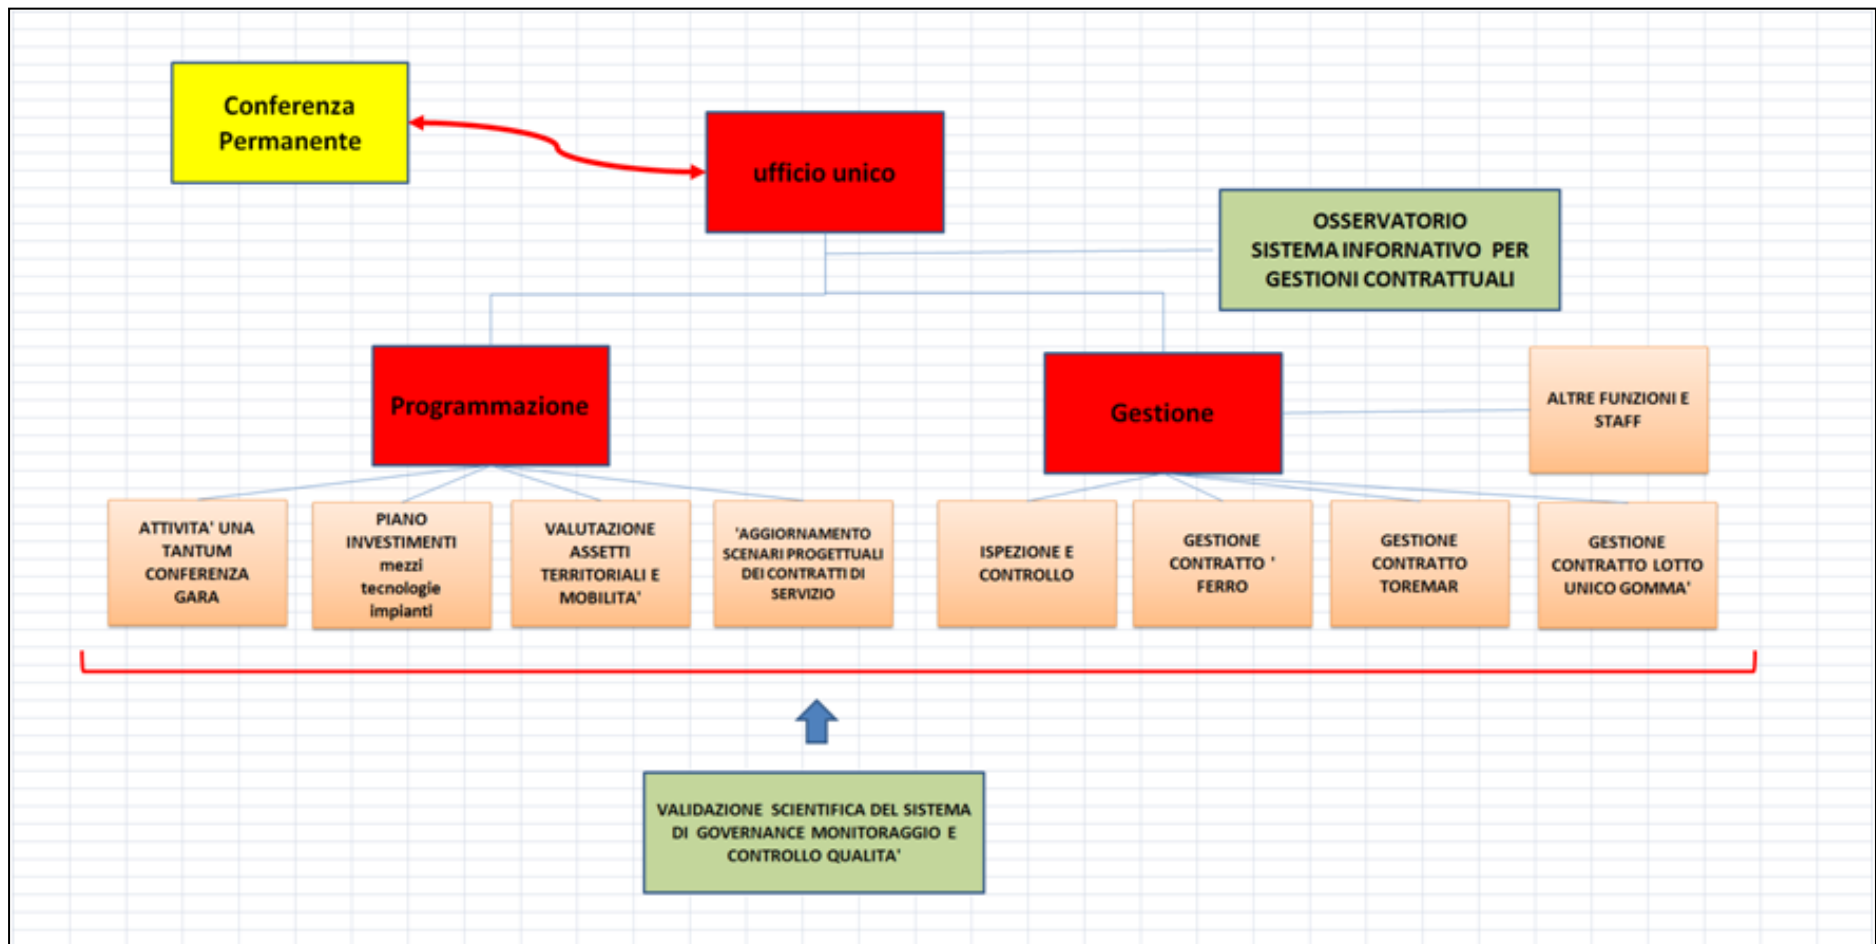 Conferenza
Permanente
ufficio unico
OSSERVATORIO
SISTEMA INFORNATIVO PER
GESTIONI CONTRATTUALI
Programmazione
Gestione
ALTRE FUNZIONI E
STAFF
ATTIVITA' UNA
TANTUM
CONFERENZA
GARA
PIANO
INVESTIMENTI
mezzi
tecnologie
impianti
VALUTAZIONE
ASSETTI
TERRITORIALI E
MOBILITA'
'AGGIORNAMENTO
SCENARI PROGETTUALI
DEI CONTRATTI DI
SERVIZIO
ISPEZIONE E
CONTROLLO
GESTIONE
CONTRATTO '
FERRO
GESTIONE
CONTRATTO
TOREMAR
GESTIONE
CONTRATTO LOTTO
UNICO GOMMA'
VALIDAZIONE SCIENTIFICA DEL SISTEMA
DI GOVERNANCE MONITORAGGIO E
CONTROLLO QUALITA'